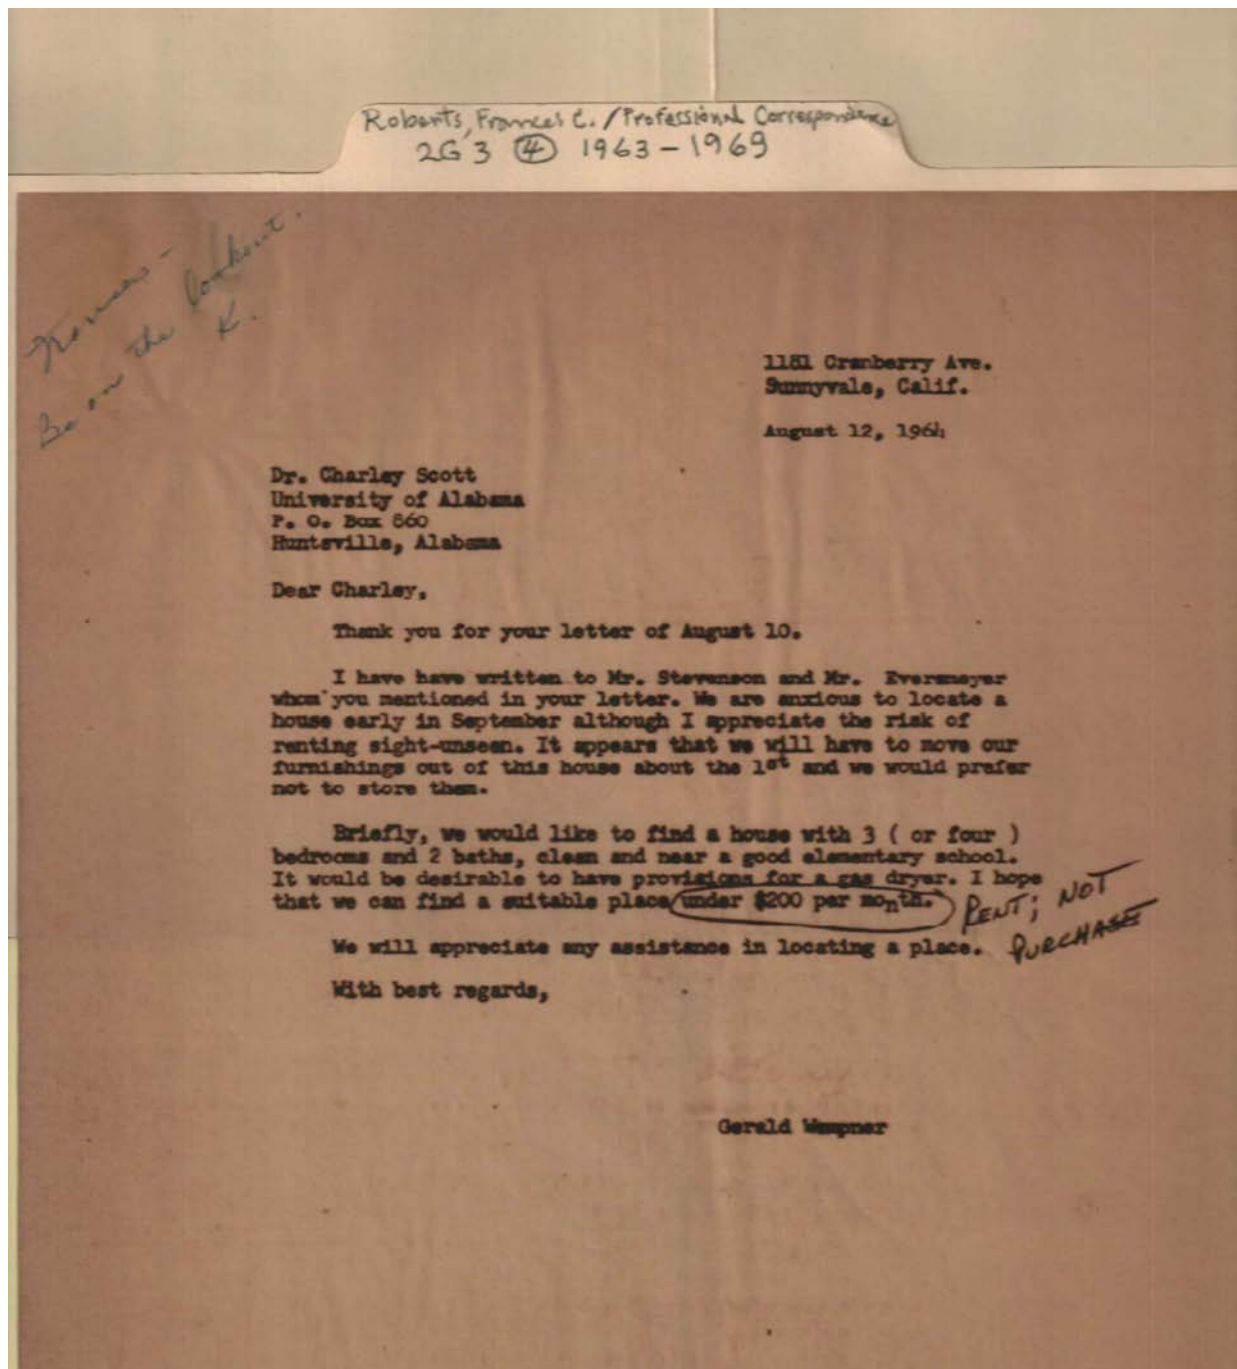 Roberts, Frances C. / Professional Correspondence
2G 3 ④ 1963-1969
Frances -
Be on the lookout.
K.
1181 Cranberry Ave.
Sunnyvale, Calif.
August 12, 1964
Dr. Charley Scott
University of Alabama
P. O. Box 860
Huntsville, Alabama
Dear Charley,
Thank you for your letter of August 10.
I have have written to Mr. Stevenson and Mr. Eversmeyer
whom you mentioned in your letter. We are anxious to locate a
house early in September although I appreciate the risk of
renting sight-unseen. It appears that we will have to move our
furnishings out of this house about the 1st and we would prefer
not to store them.
Briefly, we would like to find a house with 3 ( or four )
bedrooms and 2 baths, clean and near a good elementary school.
It would be desirable to have provisions for a gas dryer. I hope
that we can find a suitable place under $200 per month.
RENT; NOT
PURCHASE
We will appreciate any assistance in locating a place.
With best regards,
Gerald Wempner